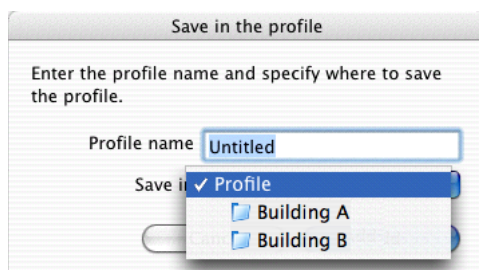 Save in the profile
Enter the profile name and specify where to save
the profile.
Profile name Untitled
Save i
✓ Profile
Building A
Building B